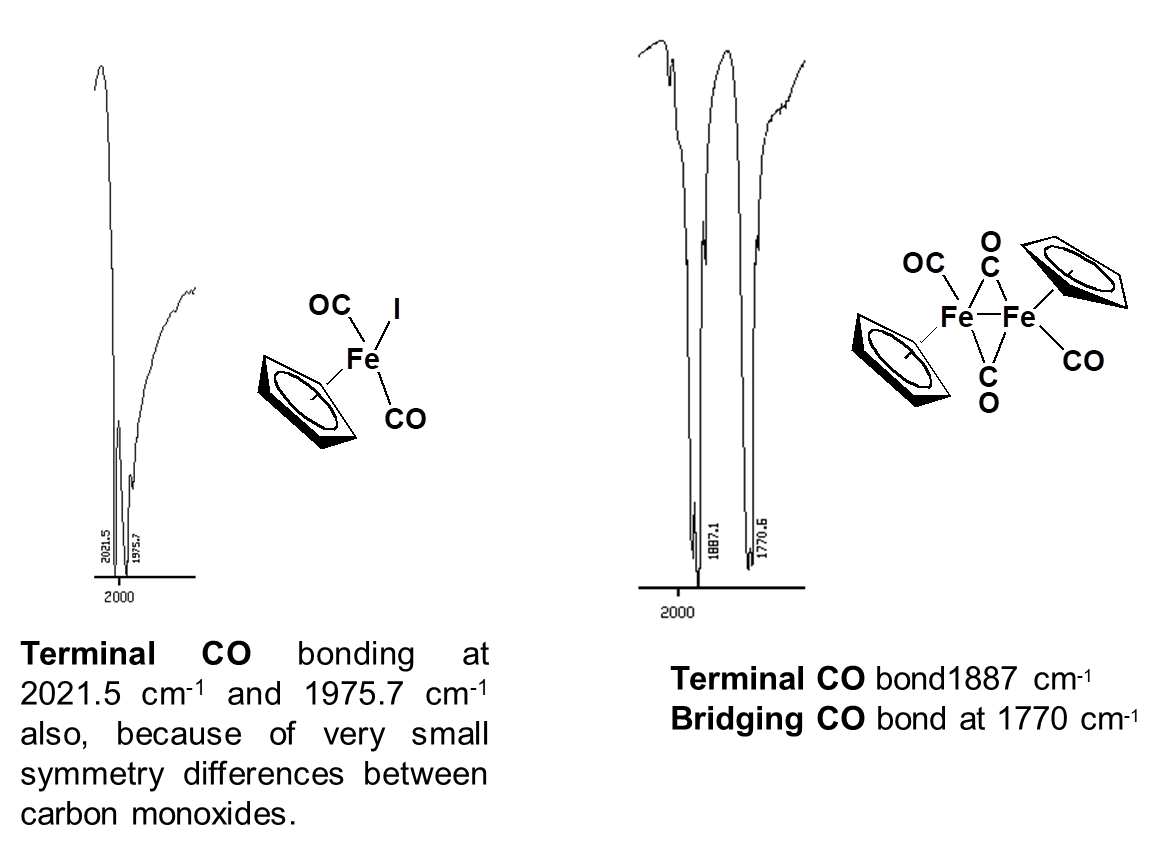 2021.5
1975.7
2000
OC
I
Fe
CO
1887.1
1770.6
2000
OC
O
C
Fe
Fe
C
O
CO
Terminal CO bonding at
2021.5 cm-1 and 1975.7 cm-1
also, because of very small
symmetry differences between
carbon monoxides.
Terminal CO bond1887 cm-1
Bridging CO bond at 1770 cm-1